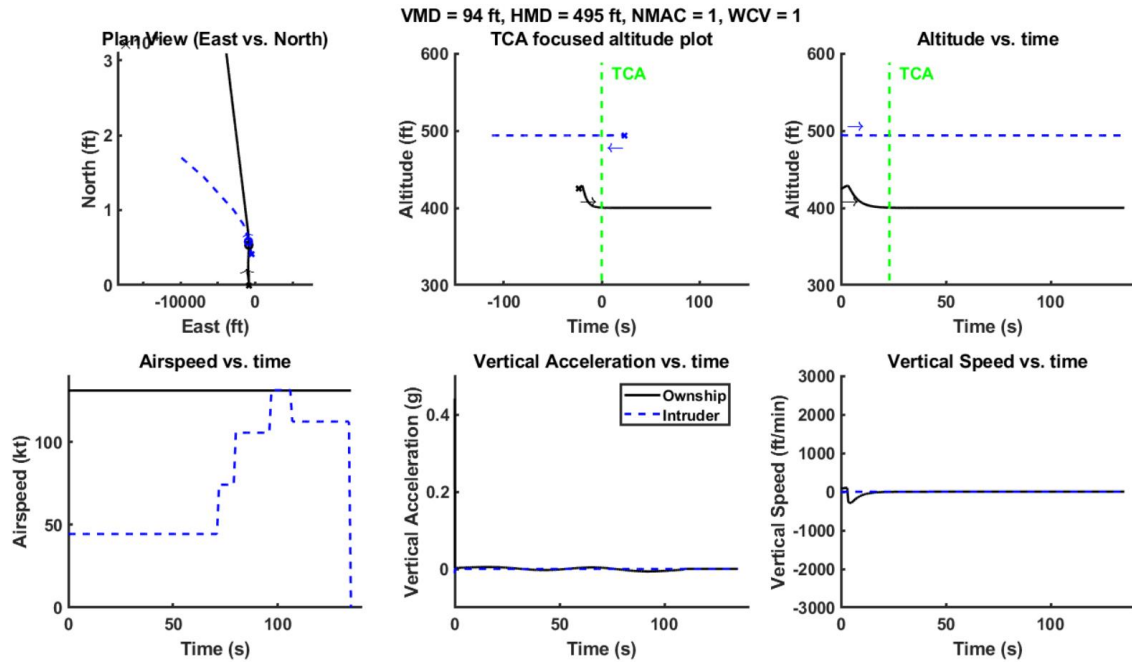 VMD = 94 ft, HMD = 495 ft, NMAC = 1, WCV = 1
Plan View (East vs. North)
3
2
1
0
North (ft)
-10000
0
East (ft)
TCA focused altitude plot
TCA
600
500
400
300
Altitude (ft)
-100
0
100
Time (s)
Altitude vs. time
TCA
600
500
400
300
Altitude (ft)
0
50
100
Time (s)
Airspeed vs. time
100
50
0
Airspeed (kt)
0
50
100
Time (s)
Vertical Acceleration vs. time
Ownship
Intruder
0.4
0.2
0
Vertical Acceleration (g)
0
50
100
Time (s)
Vertical Speed vs. time
3000
2000
1000
0
-1000
-2000
-3000
Vertical Speed (ft/min)
0
50
100
Time (s)